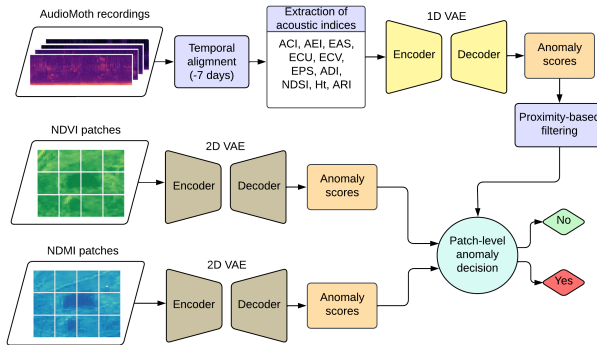 AudioMoth recordings
Temporal
alignment
(-7 days)
Extraction of
acoustic indices
ACI, AEI, EAS,
ECU, ECV,
EPS, ADI,
NDSI, Ht, ARI
1D VAE
Encoder
Decoder
Anomaly
scores
Proximity-based
filtering
NDVI patches
2D VAE
Encoder
Decoder
Anomaly
scores
NDMI patches
2D VAE
Encoder
Decoder
Anomaly
scores
Patch-level
anomaly
decision
No
Yes